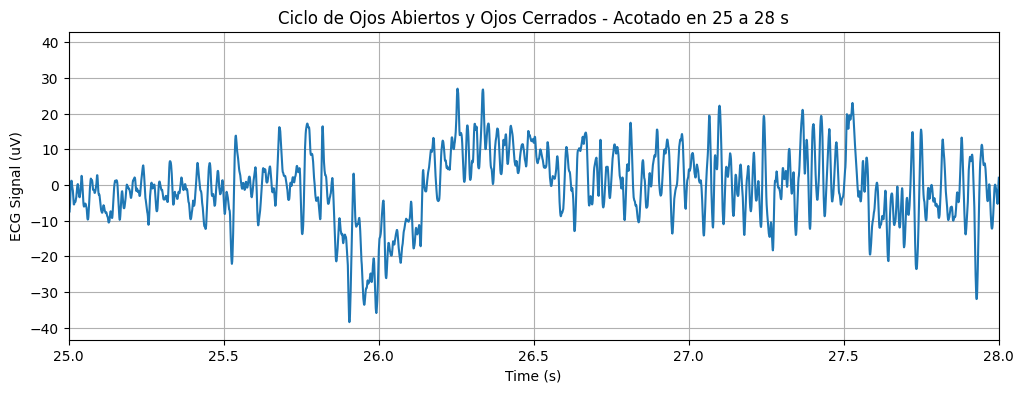 Ciclo de Ojos Abiertos y Ojos Cerrados - Acotado en 25 a 28 s
ECG Signal (uV)
40
30
20
10
0
−10
−20
−30
−40
25.0 25.5 26.0 26.5 27.0 27.5 28.0
Time (s)